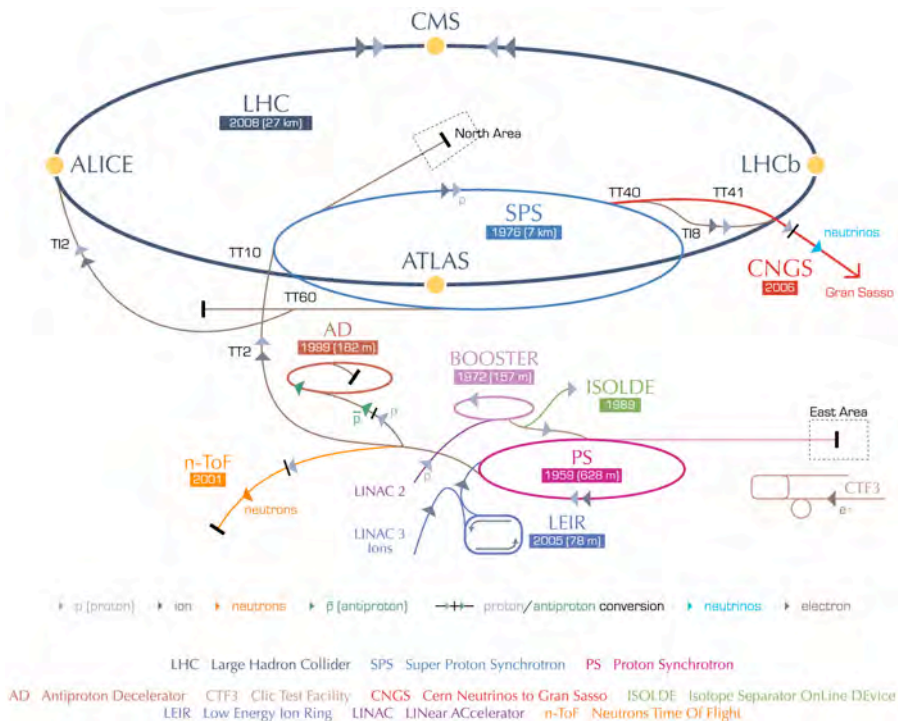 CMS
LHC
2008 (27 km)
North Area
ALICE
LHCb
TT40
TT41
SPS
1976 (7 km)
TI8
neutrinos
TI2
TT10
ATLAS
CNGS
2006
Gran Sasso
TT60
AD
1999 (182 m)
TT2
BOOSTER
1972 (157 m)
ISOLDE
1989
p
p̅
p
East Area
n-ToF
2001
PS
1959 (628 m)
LINAC 2
p
neutrons
CTF3
e-
LEIR
2005 (78 m)
LINAC 3
Ions
p (proton) ion neutrons p̅ (antiproton) proton/antiproton conversion neutrinos electron
LHC Large Hadron Collider SPS Super Proton Synchrotron PS Proton Synchrotron
AD Antiproton Decelerator CTF3 Clic Test Facility CNGS Cern Neutrinos to Gran Sasso ISOLDE Isotope Separator OnLine DEvice
LEIR Low Energy Ion Ring LINAC LINear ACcelerator n-ToF Neutrons Time Of Flight